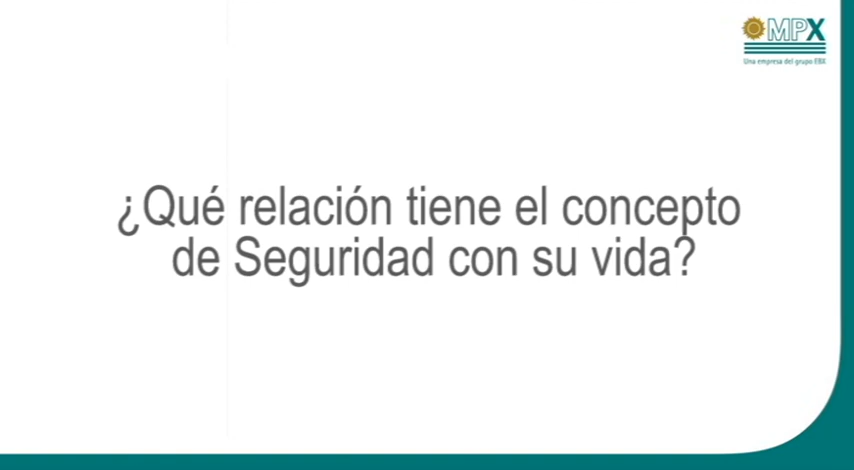 MPX
Una empresa del grupo EBX
¿Qué relación tiene el concepto
de Seguridad con su vida?